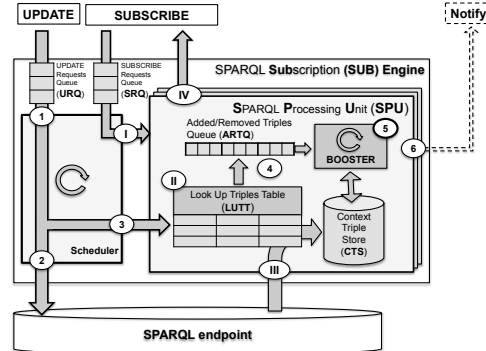 UPDATE
SUBSCRIBE
Notify
SPARQL Subscription (SUB) Engine
UPDATE
Requests
Queue
(URQ)
SUBSCRIBE
Requests
Queue
(SRQ)
IV
SPARQL Processing Unit (SPU)
1
I
Added/Removed Triples
Queue (ARTQ)
5
BOOSTER
6
4
II
Look Up Triples Table
(LUTT)
3
Context
Triple
Store
(CTS)
Scheduler
2
III
SPARQL endpoint